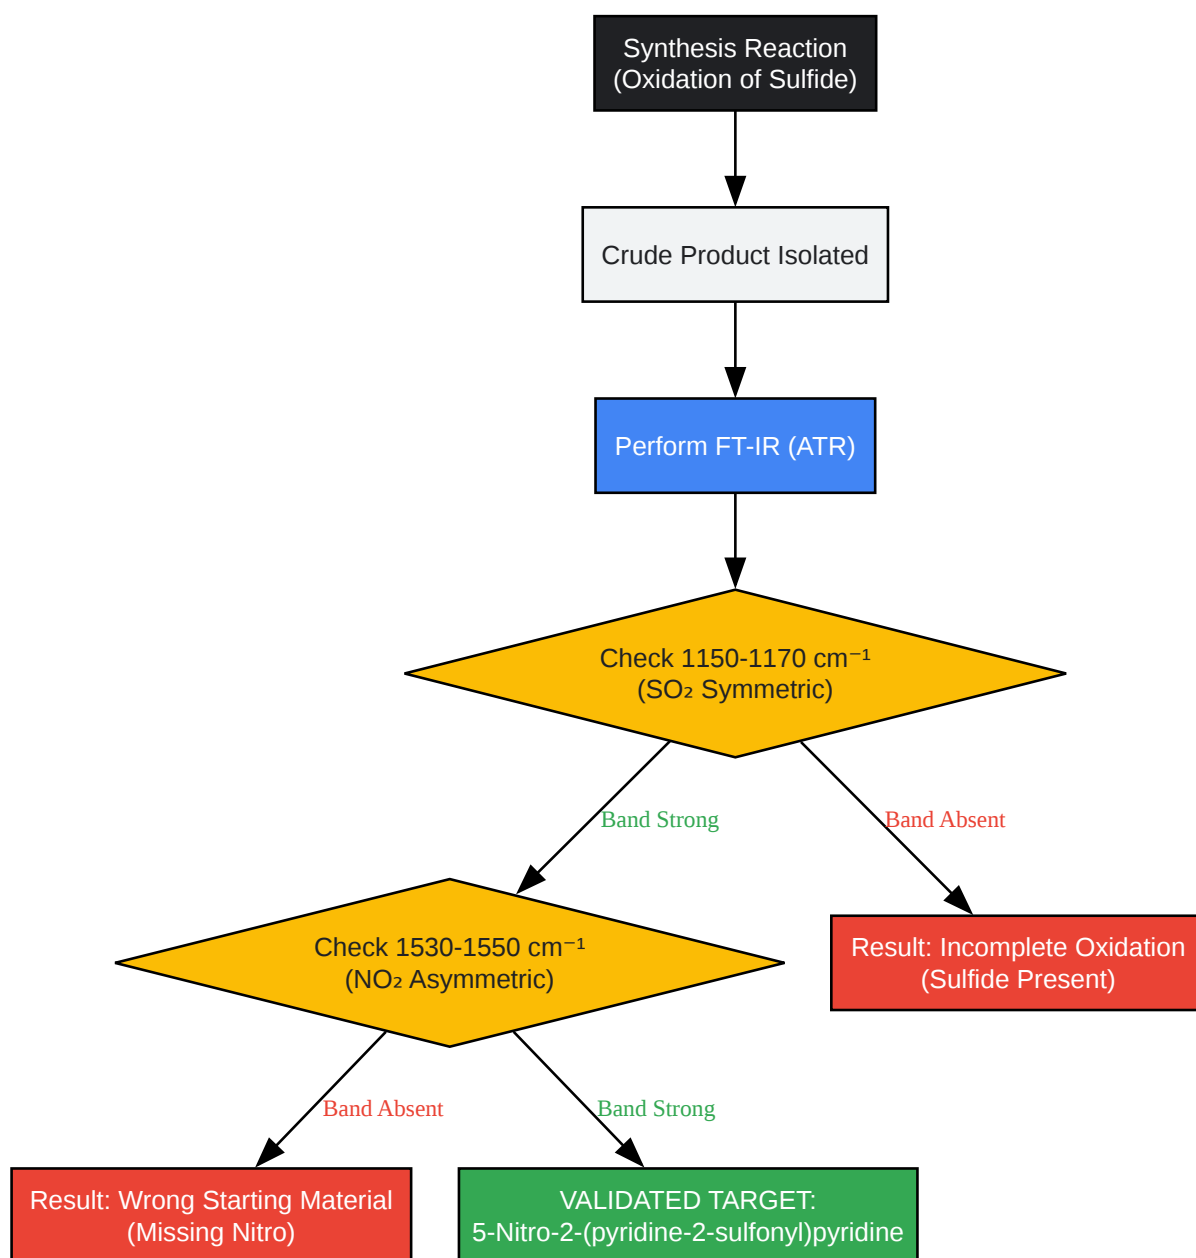 Synthesis Reaction
(Oxidation of Sulfide)
Crude Product Isolated
Perform FT-IR (ATR)
Check 1150-1170 cm⁻¹
(SO₂ Symmetric)
Band Strong
Band Absent
Check 1530-1550 cm⁻¹
(NO₂ Asymmetric)
Result: Incomplete Oxidation
(Sulfide Present)
Band Absent
Band Strong
Result: Wrong Starting Material
(Missing Nitro)
VALIDATED TARGET:
5-Nitro-2-(pyridine-2-sulfonyl)pyridine